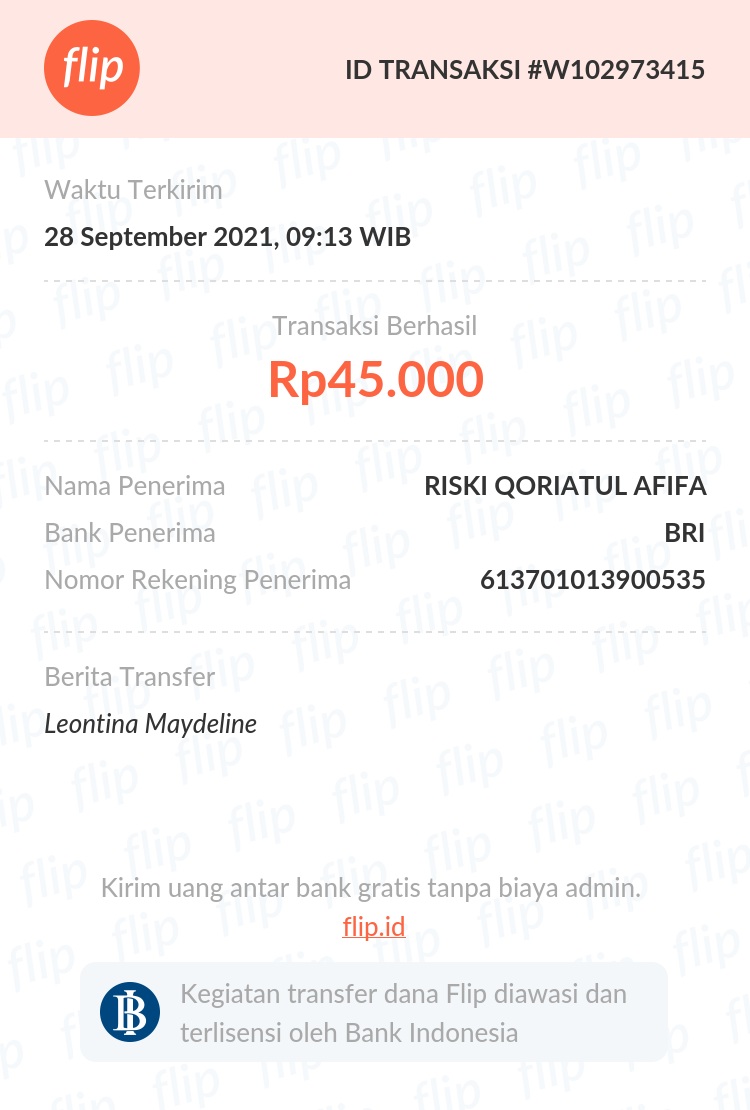 flip
ID TRANSAKSI #W102973415
Waktu Terkirim
28 September 2021, 09:13 WIB
Transaksi Berhasil
Rp45.000
Nama Penerima RISKI QORIATUL AFIFA
Bank Penerima BRI
Nomor Rekening Penerima 613701013900535
Berita Transfer
Leontina Maydeline
Kirim uang antar bank gratis tanpa biaya admin.
flip.id
Kegiatan transfer dana Flip diawasi dan
terlisensi oleh Bank Indonesia